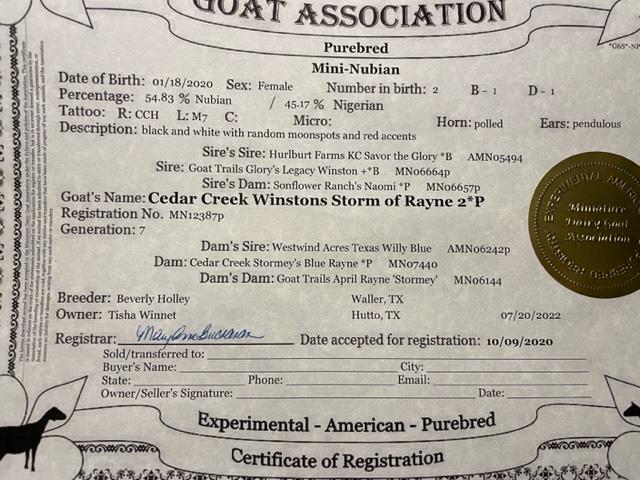 GOAT ASSOCIATION
Purebred
"G6S"-NP
Mini-Nubian
Date of Birth: 01/18/2020 Sex: Female Number in birth: 2 B - 1 D - 1
Percentage: 54.83 % Nubian / 45.17 % Nigerian
Tattoo: R: CCH L: M7 C: Micro: Horn: polled Ears: pendulous
Description: black and white with random moonspots and red accents
Sire's Sire: Hurlburt Farms KC Savor the Glory *B AMN05494
Sire: Goat Trails Glory's Legacy Winston +*B MN06664p
Sire's Dam: Sonflower Ranch's Naomi *P MN06657p
Goat's Name: Cedar Creek Winstons Storm of Rayne 2*P
Registration No. MN12387p
Generation: 7
Dam's Sire: Westwind Acres Texas Willy Blue AMN06242p
Dam: Cedar Creek Stormey's Blue Rayne *P MN07440
Dam's Dam: Goat Trails April Rayne 'Stormey' MN06144
Breeder: Beverly Holley Waller, TX
Owner: Tisha Winnet Hutto, TX 07/20/2022
Registrar: Date accepted for registration: 10/09/2020
Sold/transferred to:
Buyer's Name: City:
State: Phone: Email:
Owner/Seller's Signature: Date:
Experimental - American - Purebred
Certificate of Registration
Miniature
Dairy Goat
Association